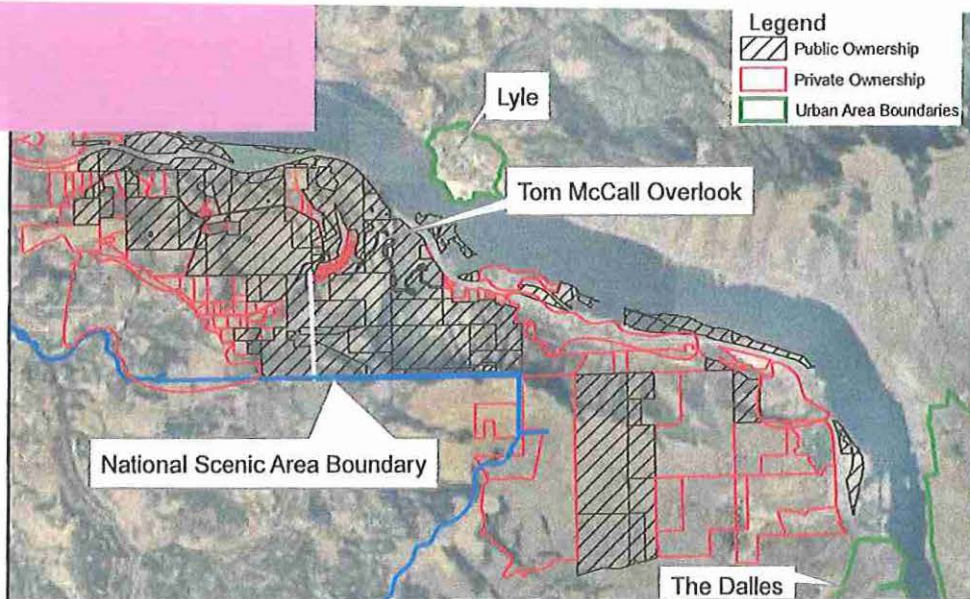 Legend
Public Ownership
Private Ownership
Urban Area Boundaries
Lyle
Tom McCall Overlook
National Scenic Area Boundary
The Dalles